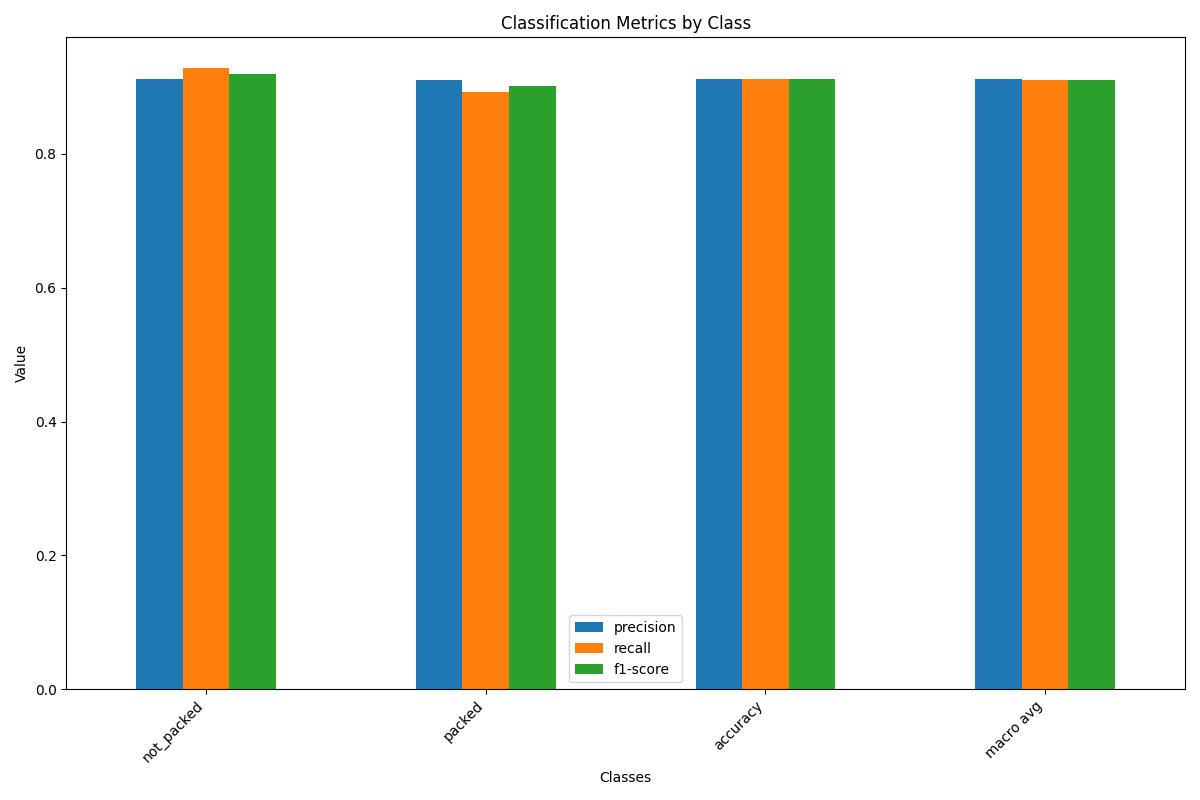 Classification Metrics by Class
Value
0.8
0.6
0.4
0.2
0.0
precision
recall
f1-score
not_packed
packed
accuracy
macro avg
Classes